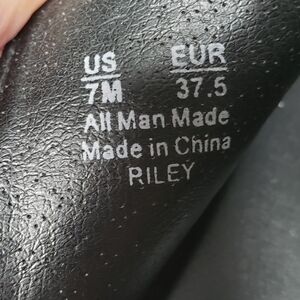 US EUR
7M 37.5
All Man Made
Made in China
RILEY